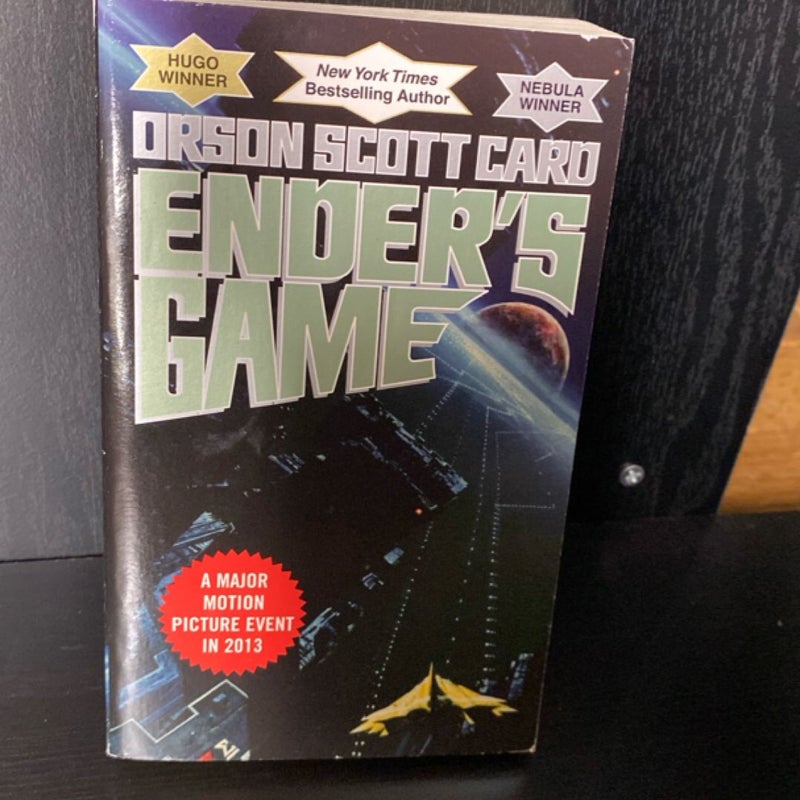 HUGO
WINNER
New York Times
Bestselling Author
NEBULA
WINNER
ORSON SCOTT CARD
ENDER'S
GAME
A MAJOR
MOTION
PICTURE EVENT
IN 2013